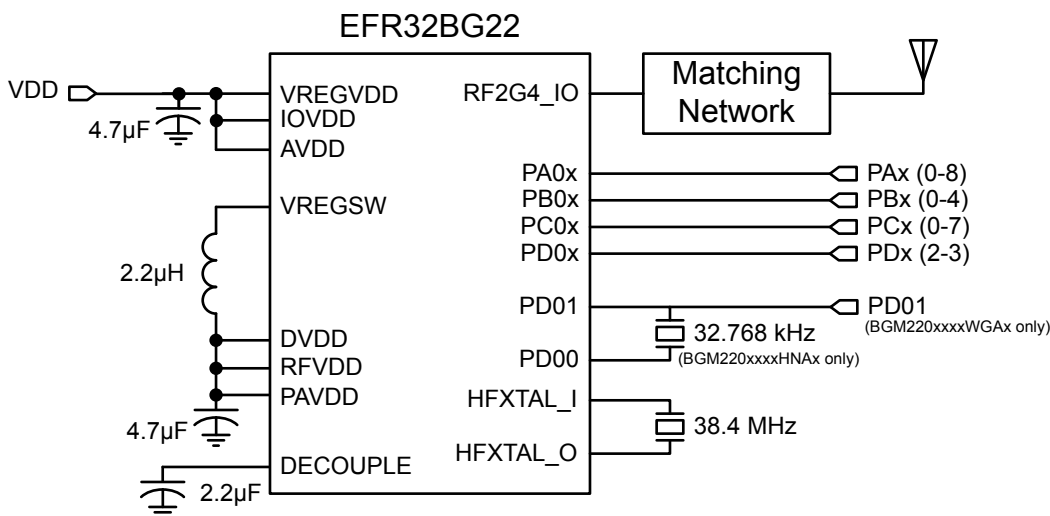 EFR32BG22
VDD
4.7µF
VREGVDD
IOVDD
AVDD
VREGSW
2.2µH
DVDD
RFVDD
PAVDD
4.7µF
DECOUPLE
2.2µF
RF2G4_IO
Matching
Network
PA0x
PAx (0-8)
PB0x
PBx (0-4)
PC0x
PCx (0-7)
PD0x
PDx (2-3)
PD01
PD01
(BGM220xxxxWGAx only)
32.768 kHz
(BGM220xxxxHNAx only)
PD00
HFXTAL_I
38.4 MHz
HFXTAL_O